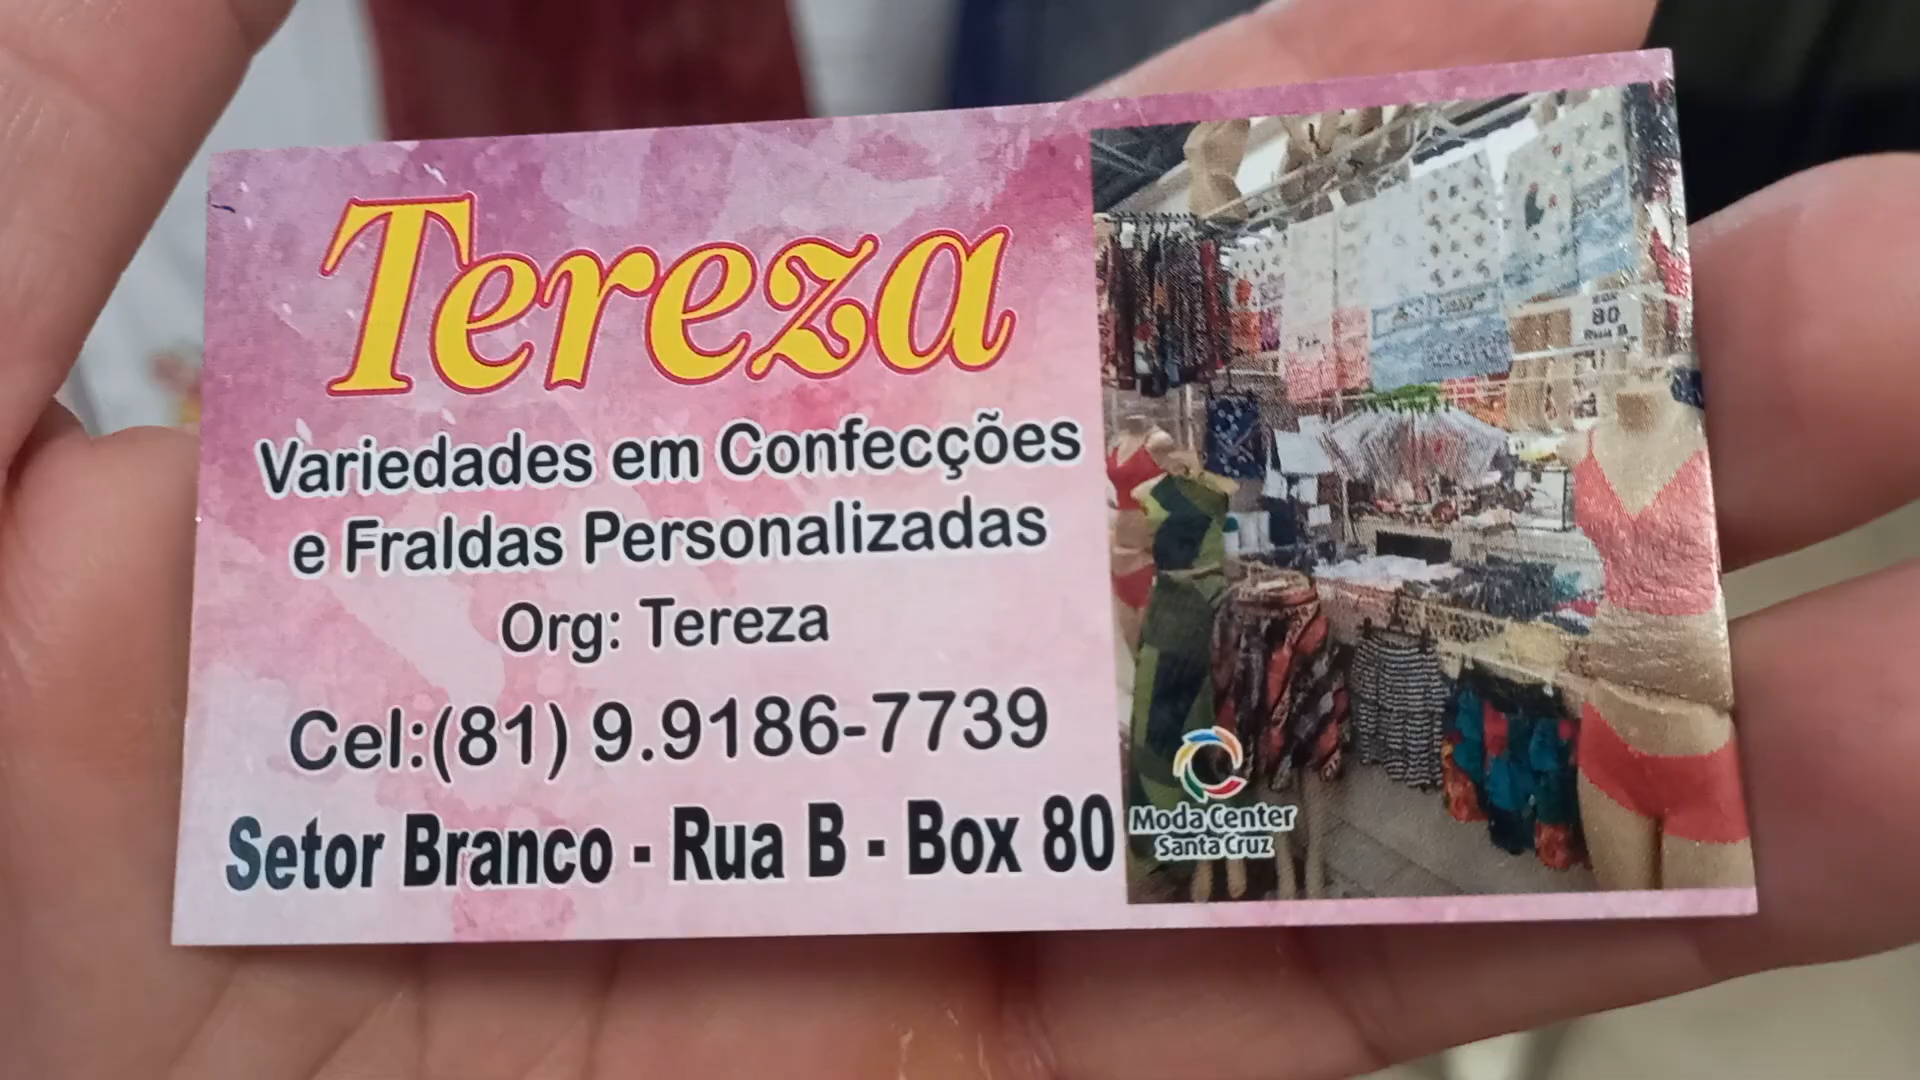 Tereza
Variedades em Confecções
e Fraldas Personalizadas
Org: Tereza
Cel:(81) 9.9186-7739
Setor Branco - Rua B - Box 80
BOX
80
Rua B
Moda Center
Santa Cruz